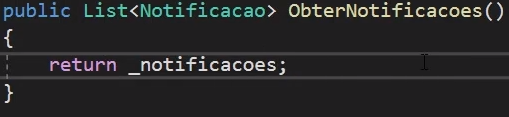 public List<Notificacao> ObterNotificacoes()
{
return _notificacoes;
}